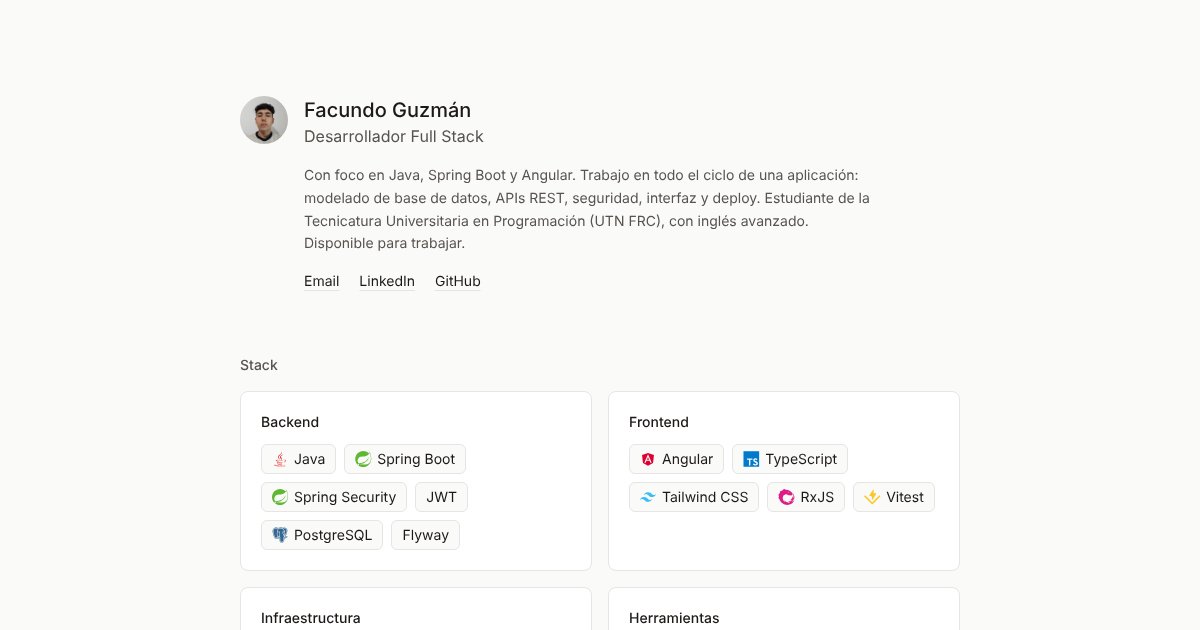 Facundo Guzmán
Desarrollador Full Stack
Con foco en Java, Spring Boot y Angular. Trabajo en todo el ciclo de una aplicación:
modelado de base de datos, APIs REST, seguridad, interfaz y deploy. Estudiante de la
Tecnicatura Universitaria en Programación (UTN FRC), con inglés avanzado.
Disponible para trabajar.
Email LinkedIn GitHub
Stack
Backend
Java Spring Boot
Spring Security JWT
PostgreSQL Flyway
Frontend
Angular TS TypeScript
Tailwind CSS RxJS Vitest
Infraestructura
Herramientas